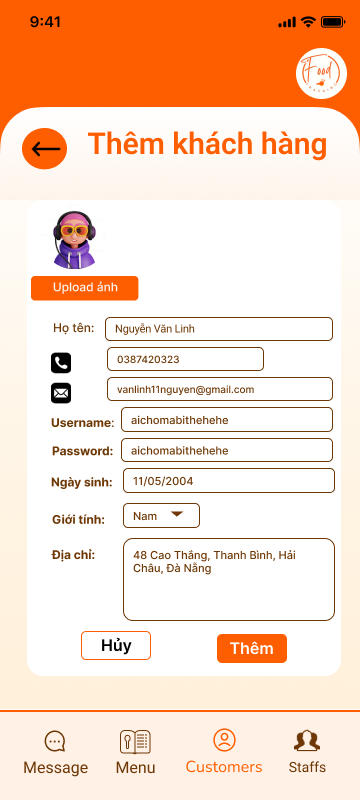 9:41
Food
Thêm khách hàng
Upload ảnh
Họ tên: Nguyễn Văn Linh
0387420323
vanlinh11nguyen@gmail.com
Username: aichomabithehehe
Password: aichomabithehehe
Ngày sinh: 11/05/2004
Giới tính: Nam
Địa chỉ: 48 Cao Thắng, Thanh Bình, Hải
Châu, Đà Nẵng
Hủy Thêm
Message Menu Customers Staffs